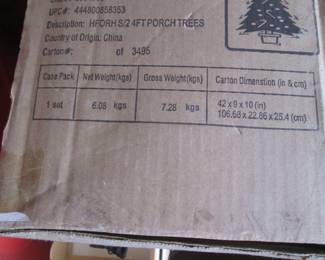 UPC#: 444800858353
Description: HFDRH S/2 4FT PORCH TREES
Country of Origin: China
Carton#: of 3495
Case Pack Net Weight(kgs) Gross Weight(kgs) Carton Dimenstion (in & cm)
1 set 6.08 kgs 7.28 kgs 42 x 9 x 10 (in)
106.68 x 22.86 x 25.4 (cm)